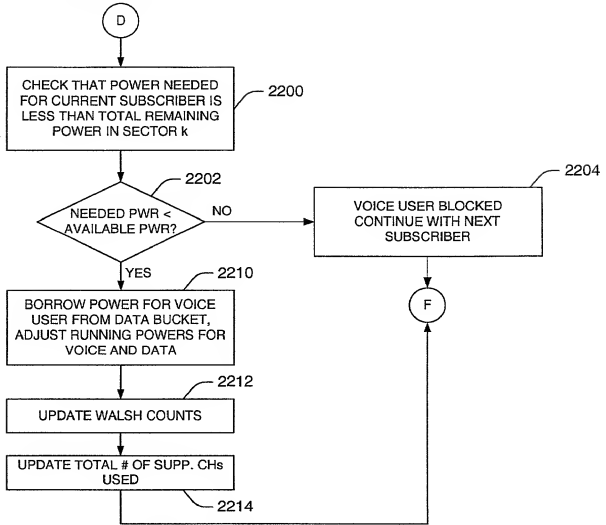 D
CHECK THAT POWER NEEDED
FOR CURRENT SUBSCRIBER IS
LESS THAN TOTAL REMAINING
POWER IN SECTOR k
2200
2202
NEEDED PWR <
AVAILABLE PWR?
NO
2204
VOICE USER BLOCKED
CONTINUE WITH NEXT
SUBSCRIBER
YES
2210
BORROW POWER FOR VOICE
USER FROM DATA BUCKET,
ADJUST RUNNING POWERS FOR
VOICE AND DATA
F
2212
UPDATE WALSH COUNTS
UPDATE TOTAL # OF SUPP. CHs
USED
2214